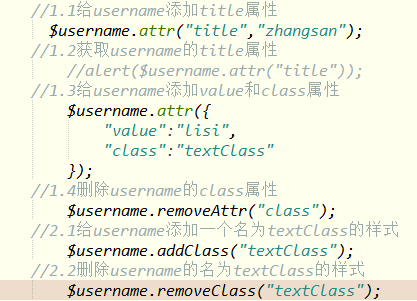 //1.1给username添加title属性
$username.attr("title","zhangsan");
//1.2获取username的title属性
//alert($username.attr("title"));
//1.3给username添加value和class属性
$username.attr({
"value":"lisi",
"class":"textClass"
});
//1.4删除username的class属性
$username.removeAttr("class");
//2.1给username添加一个名为textClass的样式
$username.addClass("textClass");
//2.2删除username的名为textClass的样式
$username.removeClass("textClass");